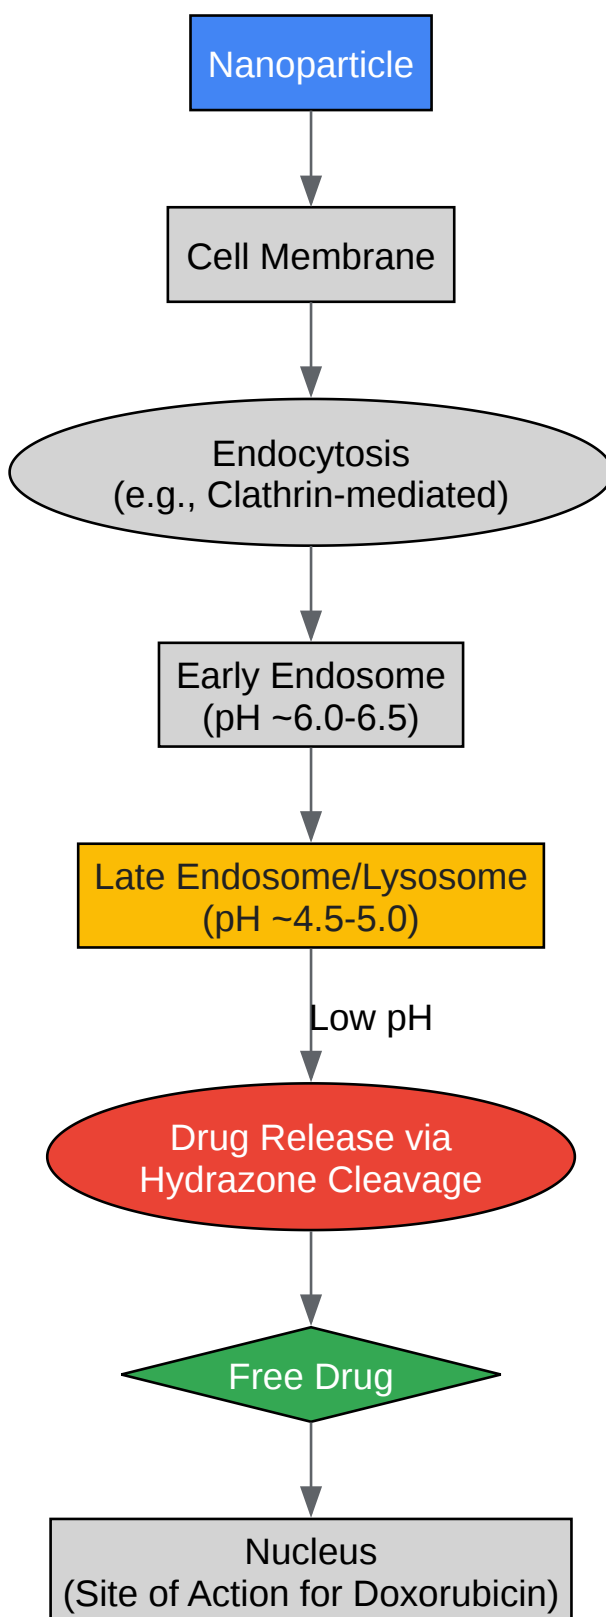 Nanoparticle
Cell Membrane
Endocytosis
(e.g., Clathrin-mediated)
Early Endosome
(pH ~6.0-6.5)
Late Endosome/Lysosome
(pH ~4.5-5.0)
Low pH
Drug Release via
Hydrazone Cleavage
Free Drug
Nucleus
(Site of Action for Doxorubicin)